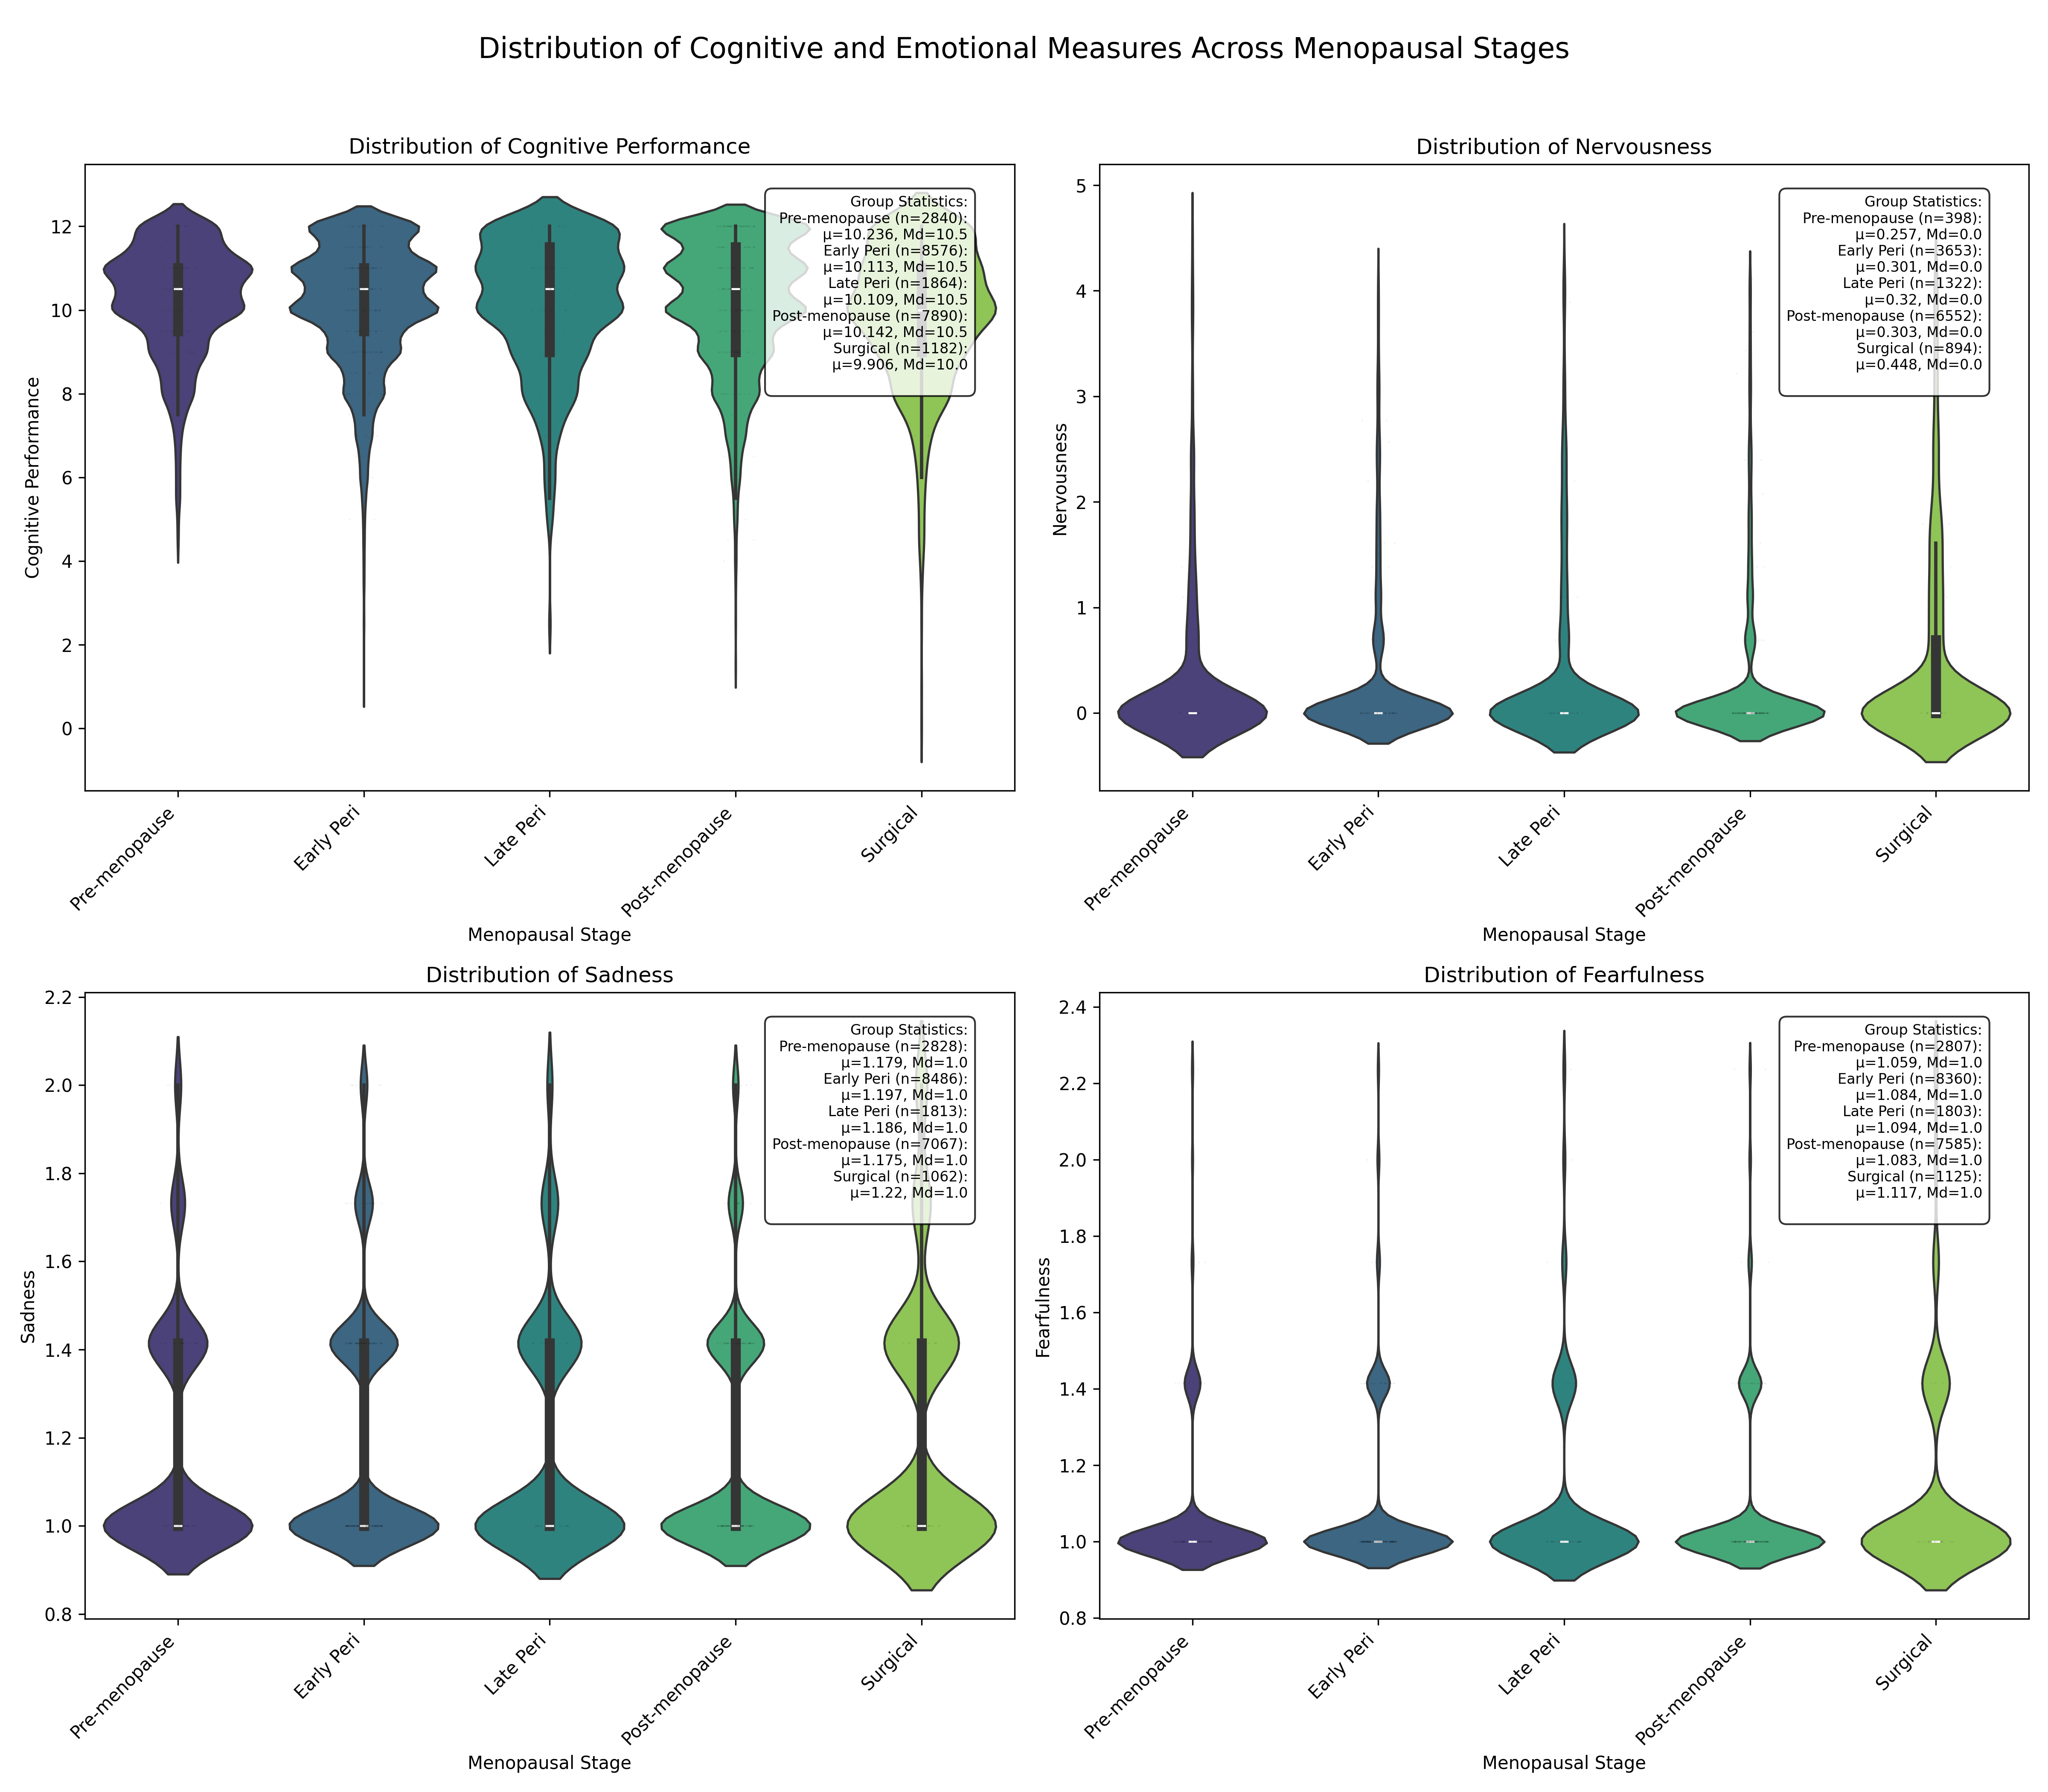 Distribution of Cognitive and Emotional Measures Across Menopausal Stages
Distribution of Cognitive Performance
Cognitive Performance
12
10
8
6
4
2
0
Group Statistics:
Pre-menopause (n=2840):
μ=10.236, Md=10.5
Early Peri (n=8576):
μ=10.113, Md=10.5
Late Peri (n=1864):
μ=10.109, Md=10.5
Post-menopause (n=7890):
μ=10.142, Md=10.5
Surgical (n=1182):
μ=9.906, Md=10.0
Pre-menopause
Early Peri
Late Peri
Post-menopause
Surgical
Menopausal Stage
Distribution of Nervousness
Nervousness
5
4
3
2
1
0
Group Statistics:
Pre-menopause (n=398):
μ=0.257, Md=0.0
Early Peri (n=3653):
μ=0.301, Md=0.0
Late Peri (n=1322):
μ=0.32, Md=0.0
Post-menopause (n=6552):
μ=0.303, Md=0.0
Surgical (n=894):
μ=0.448, Md=0.0
Pre-menopause
Early Peri
Late Peri
Post-menopause
Surgical
Menopausal Stage
Distribution of Sadness
Sadness
2.2
2.0
1.8
1.6
1.4
1.2
1.0
0.8
Group Statistics:
Pre-menopause (n=2828):
μ=1.179, Md=1.0
Early Peri (n=8486):
μ=1.197, Md=1.0
Late Peri (n=1813):
μ=1.186, Md=1.0
Post-menopause (n=7067):
μ=1.175, Md=1.0
Surgical (n=1062):
μ=1.22, Md=1.0
Pre-menopause
Early Peri
Late Peri
Post-menopause
Surgical
Menopausal Stage
Distribution of Fearfulness
Fearfulness
2.4
2.2
2.0
1.8
1.6
1.4
1.2
1.0
0.8
Group Statistics:
Pre-menopause (n=2807):
μ=1.059, Md=1.0
Early Peri (n=8360):
μ=1.084, Md=1.0
Late Peri (n=1803):
μ=1.094, Md=1.0
Post-menopause (n=7585):
μ=1.083, Md=1.0
Surgical (n=1125):
μ=1.117, Md=1.0
Pre-menopause
Early Peri
Late Peri
Post-menopause
Surgical
Menopausal Stage